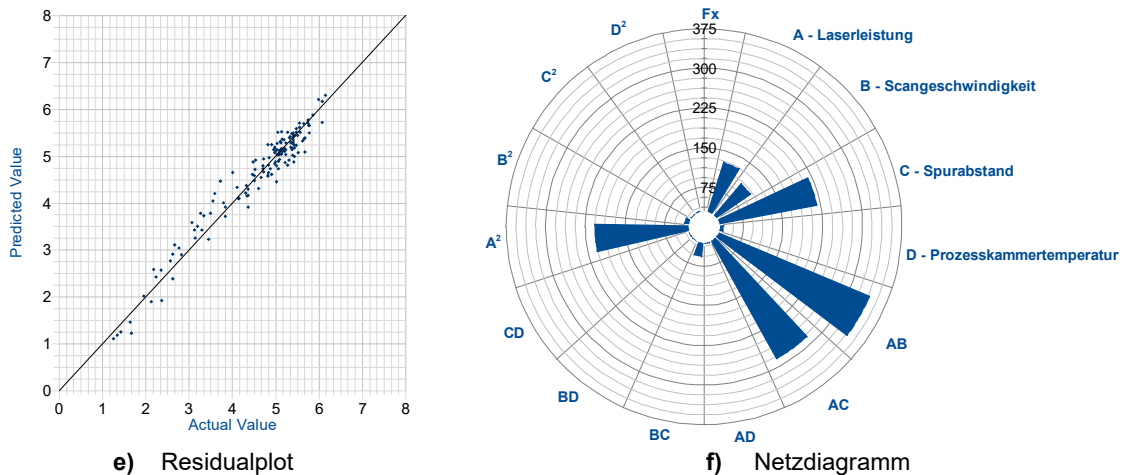 8
7
6
5
4
3
2
1
0
Predicted Value
0 1 2 3 4 5 6 7 8
Actual Value
e) Residualplot
Fx
375
300
225
150
75
A - Laserleistung
B - Scangeschwindigkeit
C - Spurabstand
D - Prozesskammertemperatur
AB
AC
AD
BC
BD
CD
A²
B²
C²
D²
f) Netzdiagramm